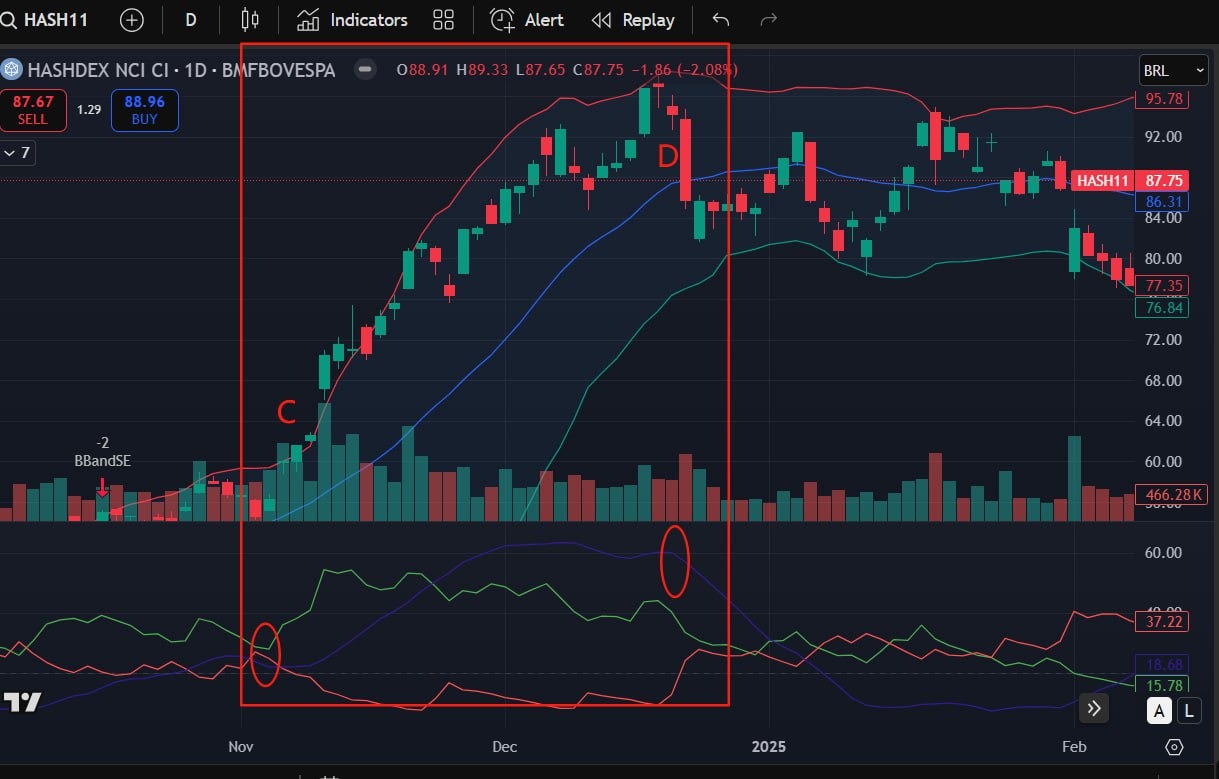 HASH11 D Indicators Alert Replay
HASHDEX NCI CI · 1D · BMFBOVESPA O88.91 H89.33 L87.65 C87.75 −1.86 (−2.08%)
BRL
87.67 1.29 88.96
SELL BUY
7
95.78
92.00
D
HASH11 87.75
86.31
84.00
80.00
77.35
76.84
72.00
68.00
C
64.00
-2
BBandSE
60.00
466.28K
60.00
40.00
37.22
18.68
15.78
A L
Nov Dec 2025 Feb